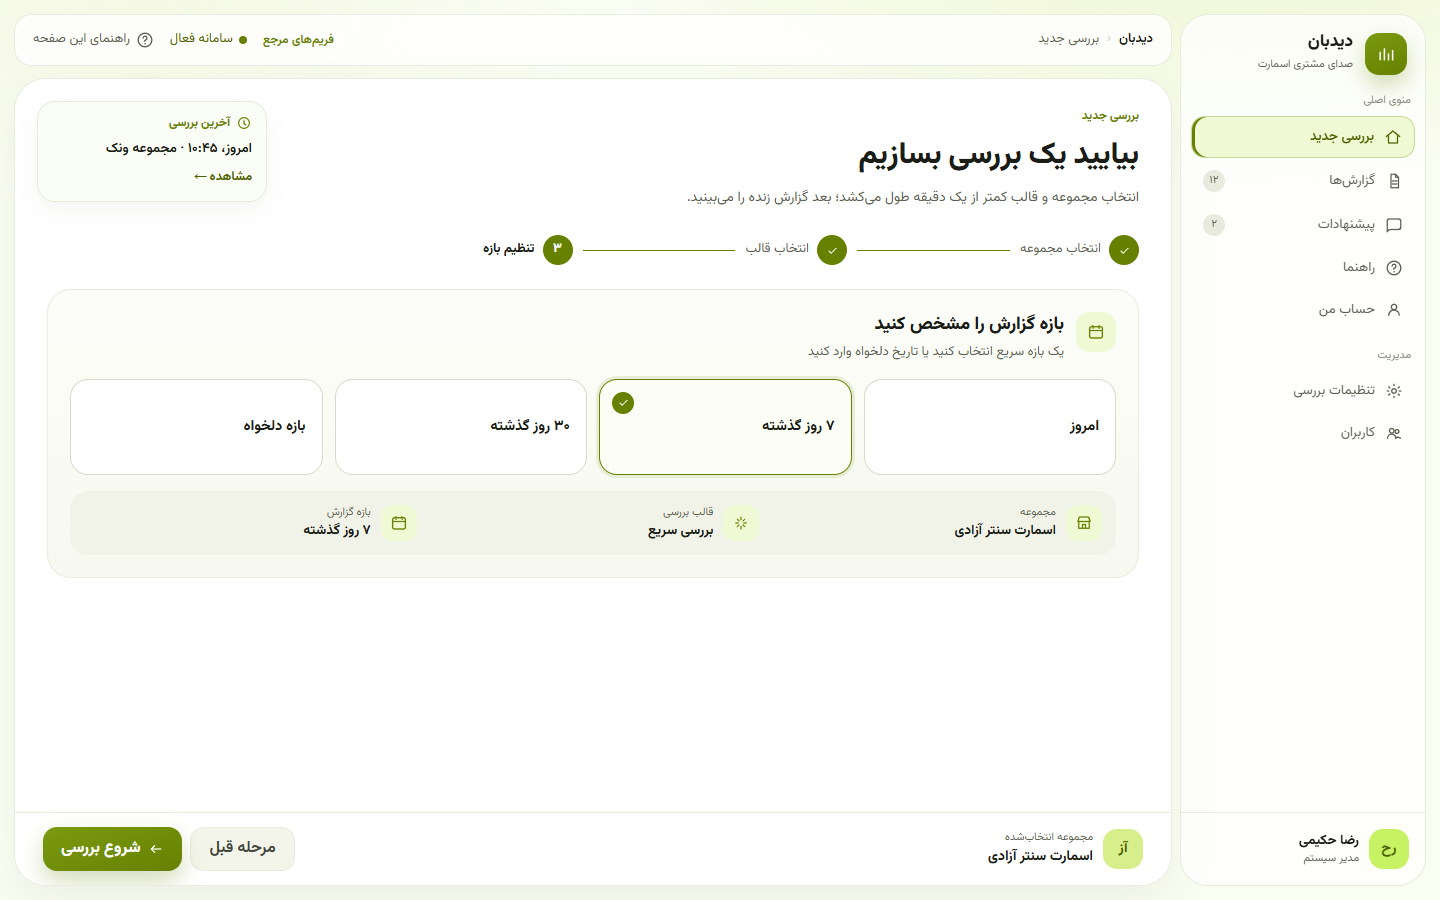 دیدبان
صدای مشتری اسمارت
منوی اصلی
بررسی جدید
گزارش‌ها ۱۲
پیشنهادات ۲
راهنما
حساب من
مدیریت
تنظیمات بررسی
کاربران
رح
رضا حکیمی
مدیر سیستم
دیدبان › بررسی جدید
فریم‌های مرجع
سامانه فعال
راهنمای این صفحه
بررسی جدید
بیایید یک بررسی بسازیم
انتخاب مجموعه و قالب کمتر از یک دقیقه طول می‌کشد؛ بعد گزارش زنده را می‌بینید.
آخرین بررسی
امروز، ۱۰:۴۵ · مجموعه ونک
مشاهده ←
انتخاب مجموعه
انتخاب قالب
۳ تنظیم بازه
بازه گزارش را مشخص کنید
یک بازه سریع انتخاب کنید یا تاریخ دلخواه وارد کنید
امروز
۷ روز گذشته
۳۰ روز گذشته
بازه دلخواه
مجموعه
اسمارت سنتر آزادی
قالب بررسی
بررسی سریع
بازه گزارش
۷ روز گذشته
آز
مجموعه انتخاب‌شده
اسمارت سنتر آزادی
مرحله قبل
شروع بررسی ←